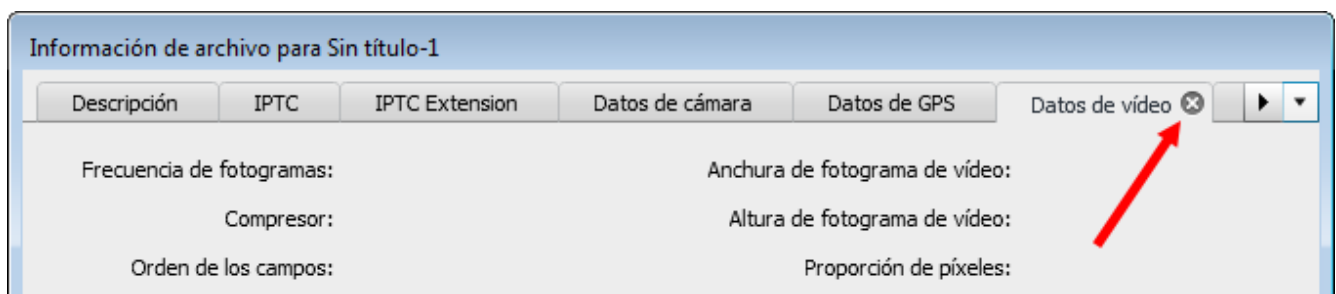 Información de archivo para Sin título-1
Descripción IPTC IPTC Extension Datos de cámara Datos de GPS Datos de vídeo
Frecuencia de fotogramas: Anchura de fotograma de vídeo:
Compresor: Altura de fotograma de vídeo:
Orden de los campos: Proporción de píxeles: